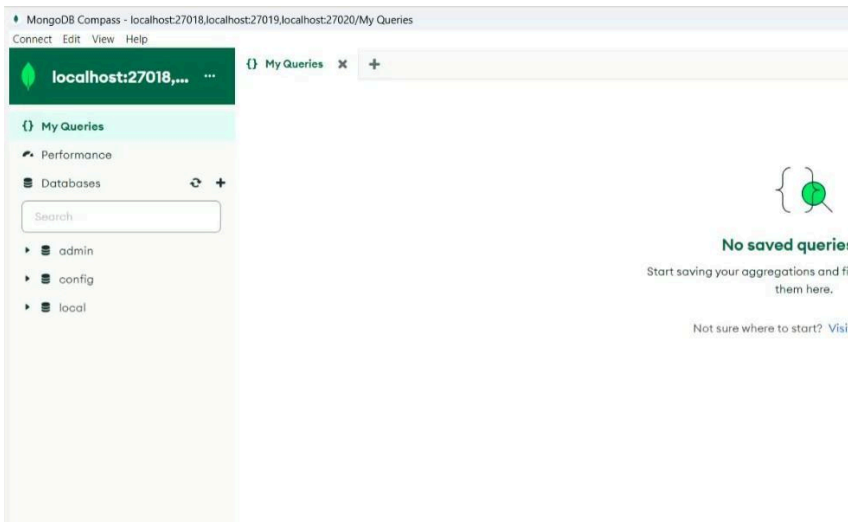 MongoDB Compass - localhost:27018,localhost:27019,localhost:27020/My Queries
Connect Edit View Help
localhost:27018,... ...
{} My Queries
+
{} My Queries
Performance
Databases
+
Search
admin
config
local
No saved queries
Start saving your aggregations and fi
them here.
Not sure where to start? Visi